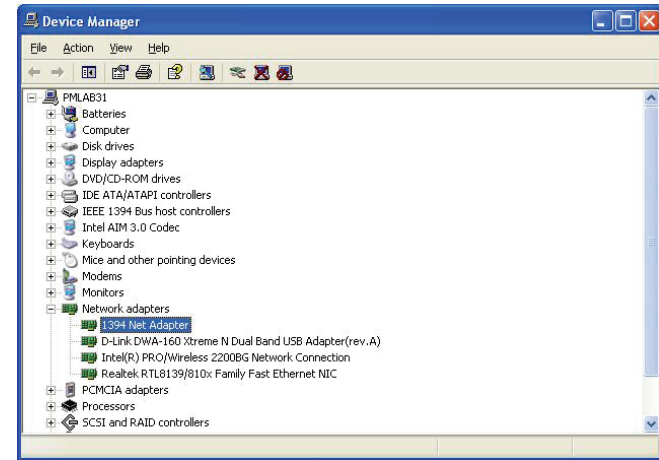 Device Manager
File Action View Help
PMLAB31
Batteries
Computer
Disk drives
Display adapters
DVD/CD-ROM drives
IDE ATA/ATAPI controllers
IEEE 1394 Bus host controllers
Intel AIM 3.0 Codec
Keyboards
Mice and other pointing devices
Modems
Monitors
Network adapters
1394 Net Adapter
D-Link DWA-160 Xtreme N Dual Band USB Adapter(rev.A)
Intel(R) PRO/Wireless 2200BG Network Connection
Realtek RTL8139/810x Family Fast Ethernet NIC
PCMCIA adapters
Processors
SCSI and RAID controllers